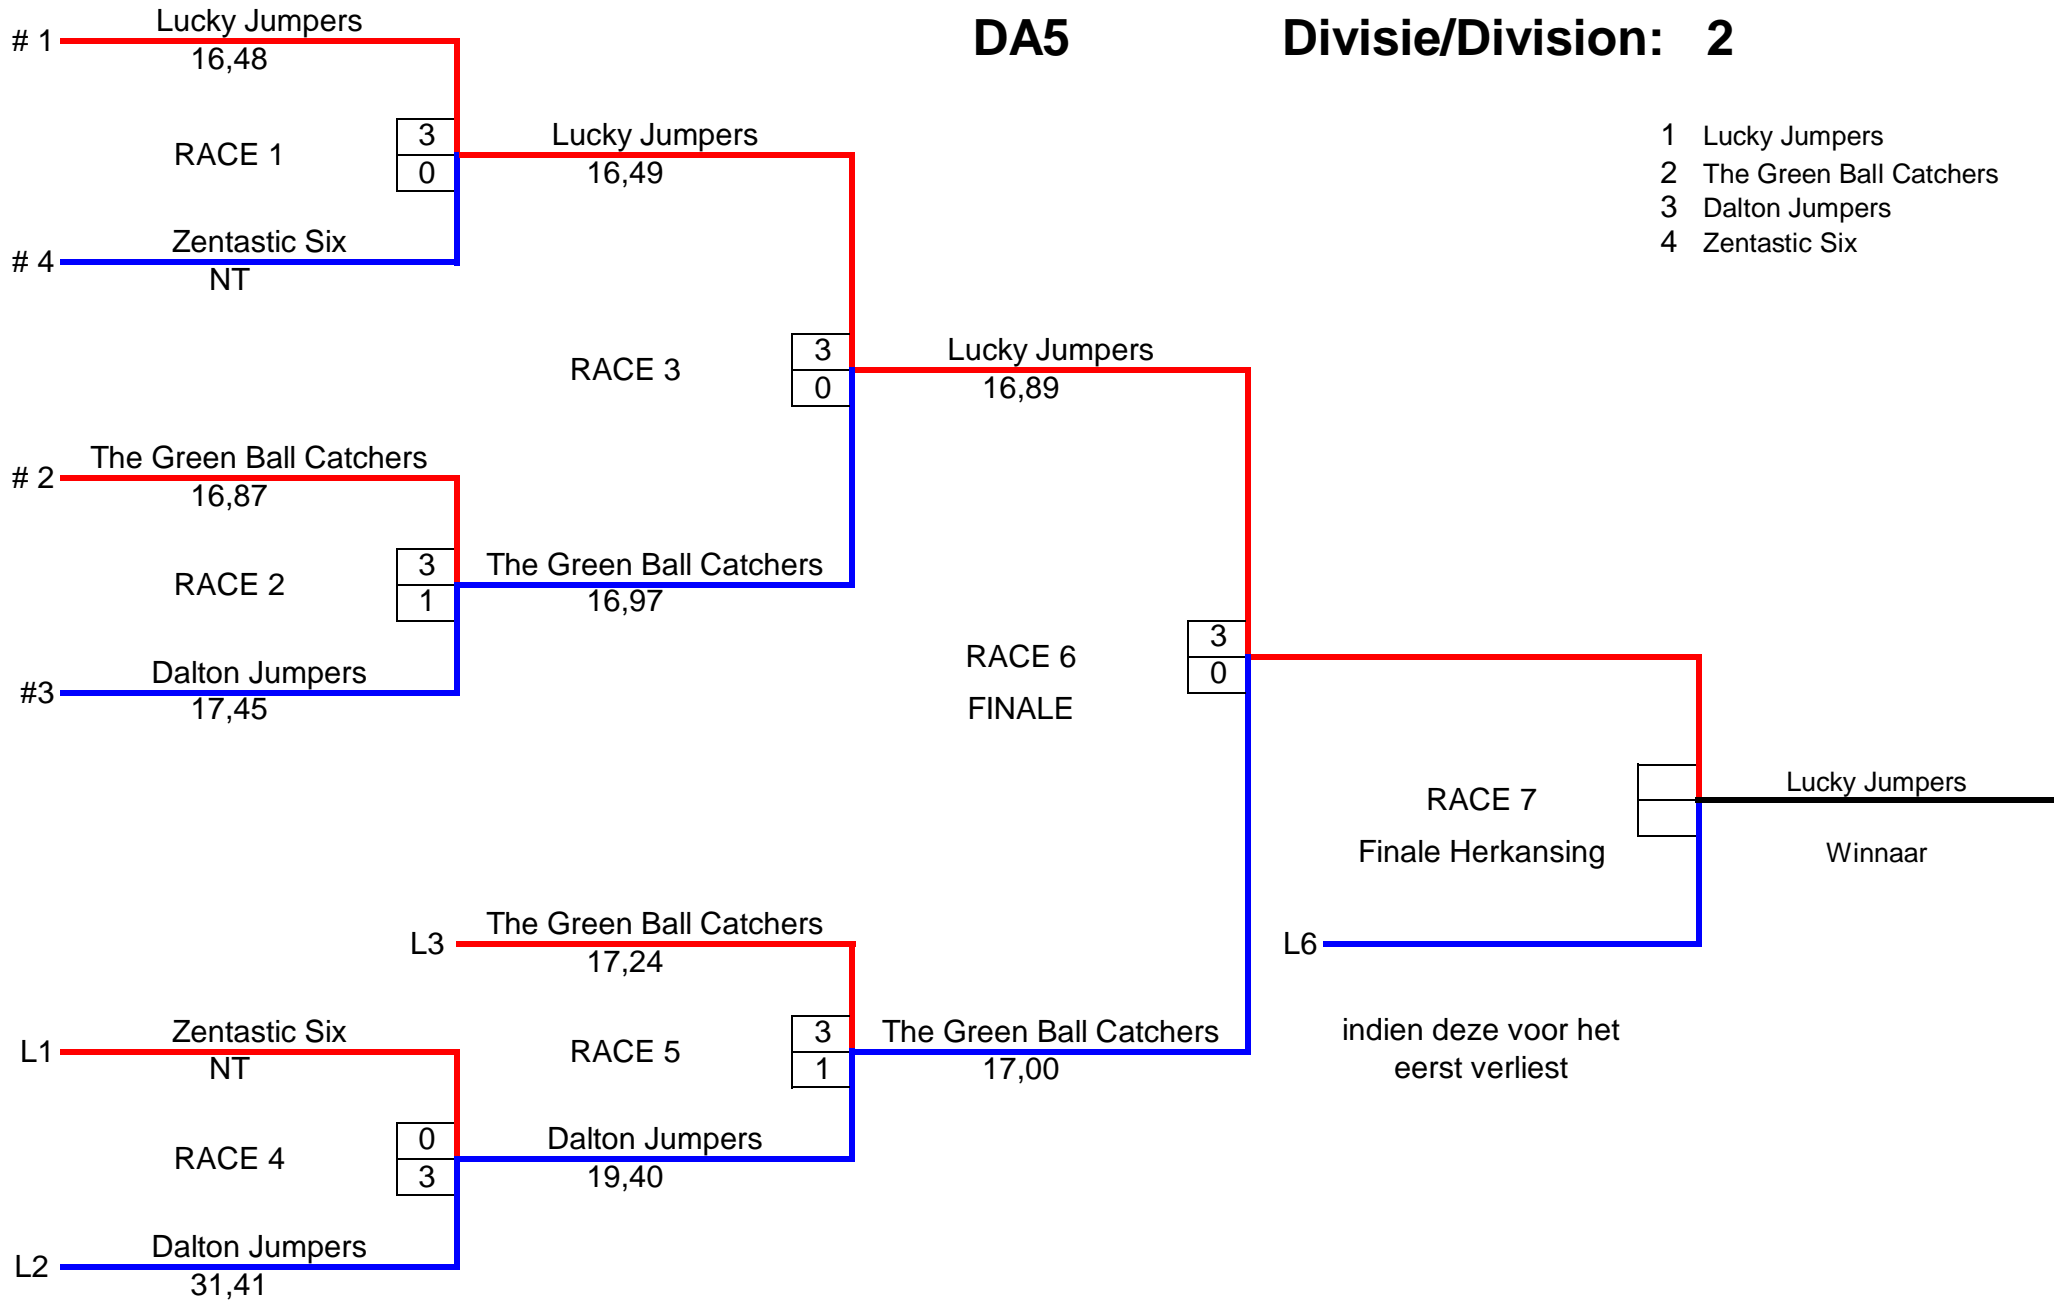 DA5 Divisie/Division: 2
1 Lucky Jumpers
2 The Green Ball Catchers
3 Dalton Jumpers
4 Zentastic Six
# 1
Lucky Jumpers
16,48
RACE 1
3
0
# 4
Zentastic Six
NT
# 2
The Green Ball Catchers
16,87
RACE 2
3
1
#3
Dalton Jumpers
17,45
Lucky Jumpers
16,49
RACE 3
3
0
The Green Ball Catchers
16,97
L1
Zentastic Six
NT
RACE 4
0
3
L2
Dalton Jumpers
31,41
L3
The Green Ball Catchers
17,24
RACE 5
3
1
Dalton Jumpers
19,40
Lucky Jumpers
16,89
RACE 6
FINALE
3
0
The Green Ball Catchers
17,00
RACE 7
Finale Herkansing
L6
indien deze voor het
eerst verliest
Lucky Jumpers
Winnaar